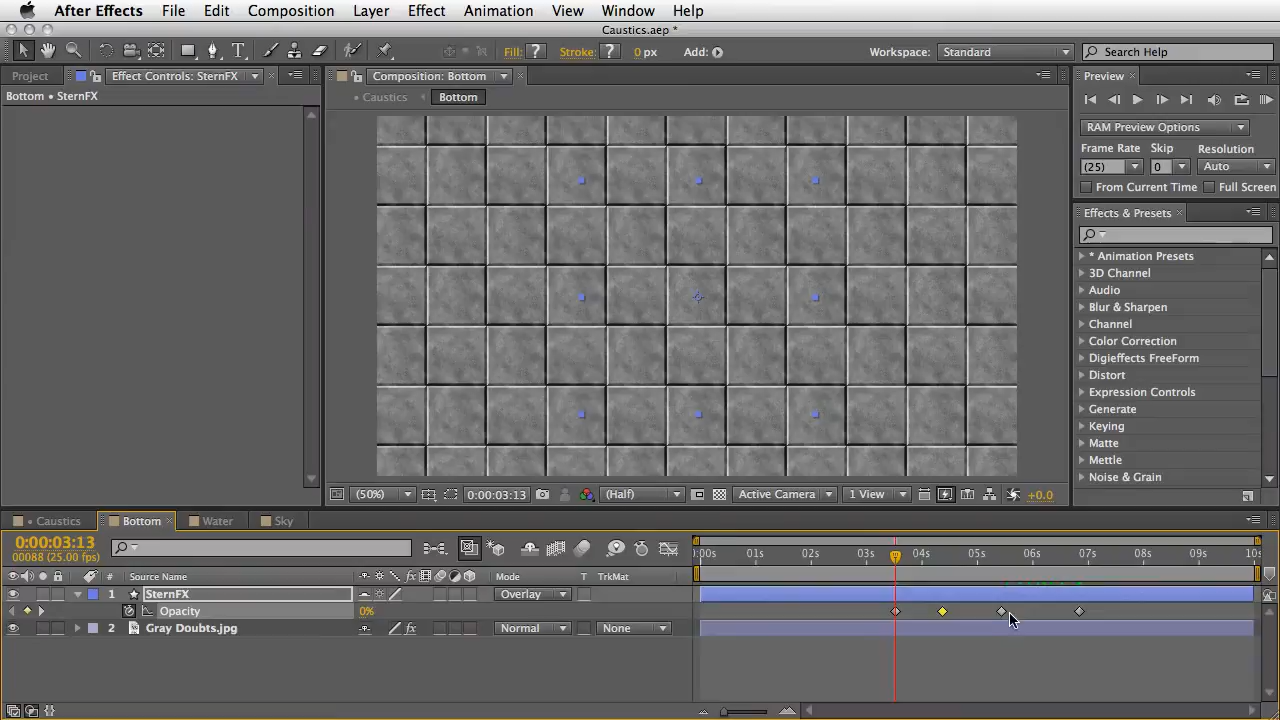 After Effects File Edit Composition Layer Effect Animation View Window Help
Caustics.aep *
Fill: ? Stroke: ? 0 px Add: Workspace: Standard Search Help
Project Effect Controls: SternFX Composition: Bottom Preview
Bottom • SternFX Caustics Bottom
RAM Preview Options
Frame Rate Skip Resolution
(25) 0 Auto
From Current Time Full Screen
Effects & Presets
* Animation Presets
3D Channel
Audio
Blur & Sharpen
Channel
Color Correction
Digieffects FreeForm
Distort
Expression Controls
Generate
Keying
Matte
Mettle
Noise & Grain
(50%) 0:00:03:13 (Half) Active Camera 1 View +0.0
Caustics Bottom Water Sky
0:00:03:13
00088 (25.00 fps)
:00s 01s 02s 03s 04s 05s 06s 07s 08s 09s 10s
# Source Name Mode T TrkMat
1 SternFX Overlay
Opacity 0%
2 Gray Doubts.jpg Normal None